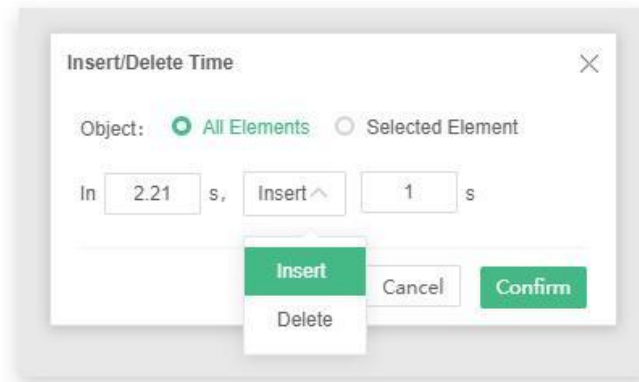 Insert/Delete Time
Object: All Elements Selected Element
In 2.21 s, Insert 1 s
Insert
Cancel Confirm
Delete